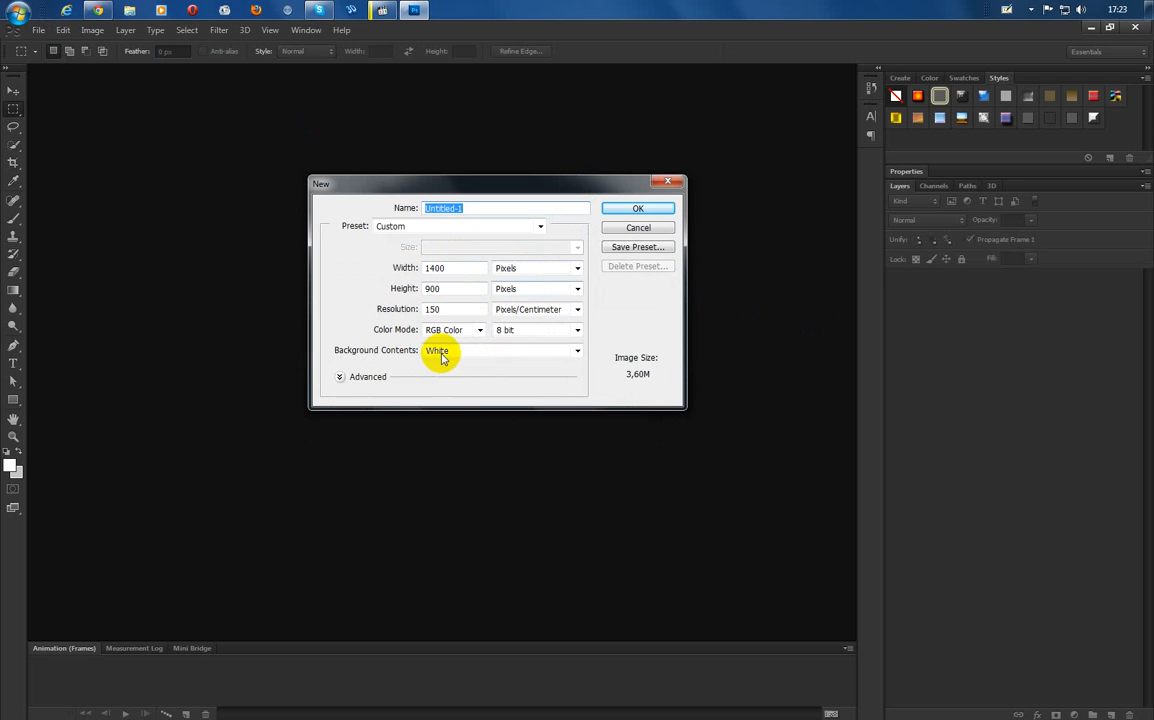 17:23
File Edit Image Layer Type Select Filter 3D View Window Help
Feather: 0 px Anti-alias Style: Normal Width: Height: Refine Edge... Essentials
Create Color Swatches Styles
New
Name: Untitled-1 OK
Preset: Custom Cancel
Size: Save Preset...
Width: 1400 Pixels Delete Preset...
Height: 900 Pixels
Resolution: 150 Pixels/Centimeter
Color Mode: RGB Color 8 bit
Background Contents: White
Image Size:
3,60M
Advanced
Properties
Layers Channels Paths 3D
Kind
Normal Opacity:
Unify: Propagate Frame 1
Lock: Fill:
Animation (Frames) Measurement Log Mini Bridge